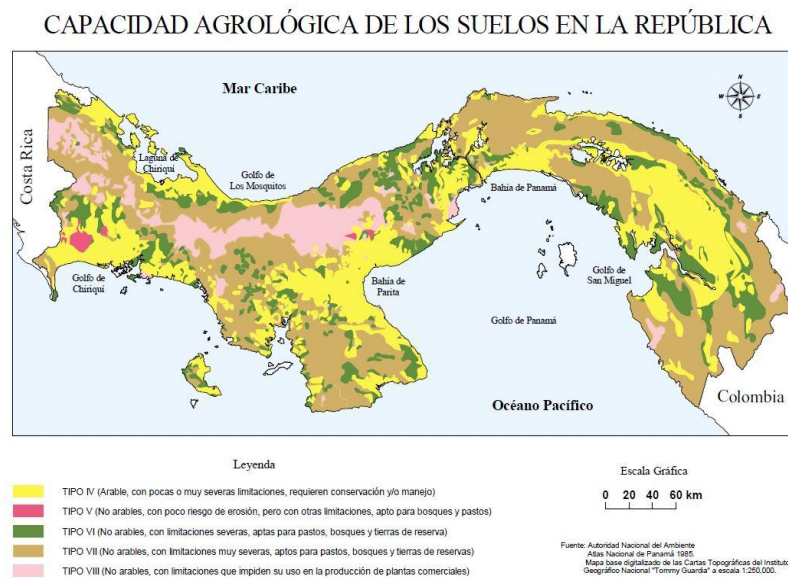 CAPACIDAD AGROLÓGICA DE LOS SUELOS EN LA REPÚBLICA
Mar Caribe
N
W E
S
Costa Rica
Laguna de
Chiriquí
Golfo de
Los Mosquitos
Bahía de Panamá
Golfo de
Chiriquí
Bahía de
Parita
Golfo de
San Miguel
Golfo de Panamá
Colombia
Océano Pacífico
Leyenda
TIPO IV (Arable, con pocas o muy severas limitaciones, requieren conservación y/o manejo)
TIPO V (No arables, con poco riesgo de erosión, pero con otras limitaciones, apto para bosques y pastos)
TIPO VI (No arables, con limitaciones severas, aptas para pastos, bosques y tierras de reserva)
TIPO VII (No arables, con limitaciones muy severas, aptos para pastos, bosques y tierras de reservas)
TIPO VIII (No arables, con limitaciones que impiden su uso en la producción de plantas comerciales)
Escala Gráfica
0 20 40 60 km
Fuente: Autoridad Nacional del Ambiente
Atlas Nacional de Panamá 1985.
Mapa base digitalizado de las Cartas Topográficas del Instituto
Geográfico Nacional "Tommy Guardia" a escala 1:250,000.